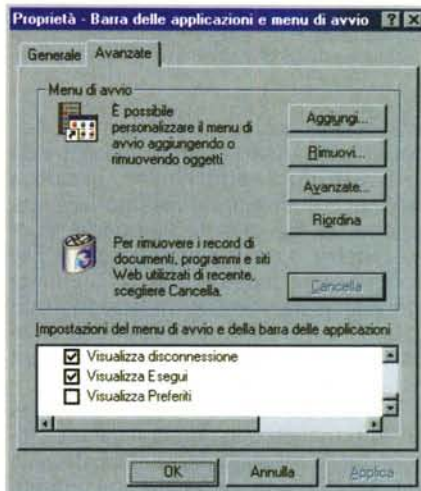 Proprietà - Barra delle applicazioni e menu di avvio
Generale
Avanzate
Menu di avvio
È possibile
personalizzare il menu di
avvio aggiungendo o
rimuovendo oggetti.
Aggiungi...
Rimuovi...
Avanzate...
Riordina
Per rimuovere i record di
documenti, programmi e siti
Web utilizzati di recente,
scegliere Cancella.
Cancella
Impostazioni del menu di avvio e della barra delle applicazioni
Visualizza disconnessione
Visualizza Esegui
Visualizza Preferiti
OK
Annulla
Applica